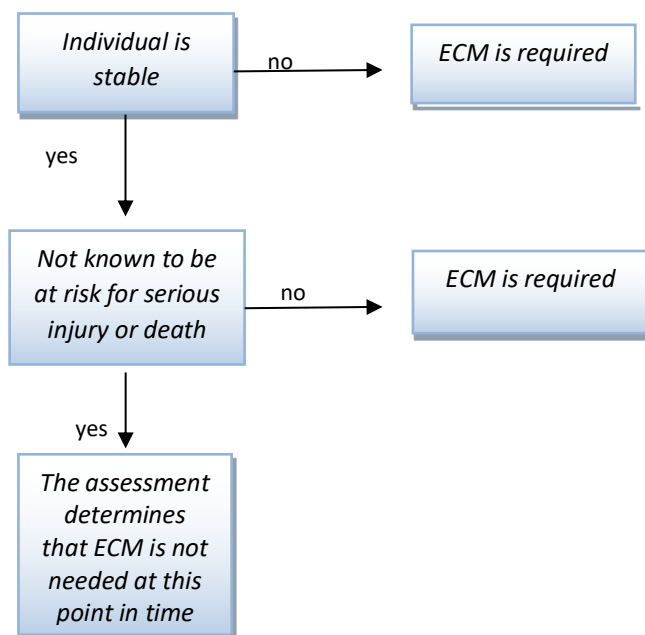 Individual is
stable
no
ECM is required
yes
Not known to be
at risk for serious
injury or death
no
ECM is required
yes
The assessment
determines
that ECM is not
needed at this
point in time